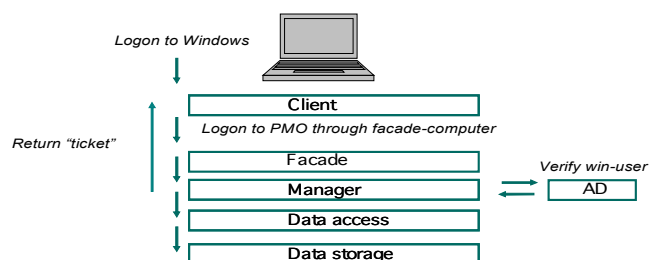 Logon to Windows
Client
Logon to PMO through facade-computer
Return “ticket”
Facade
Verify win-user
Manager
AD
Data access
Data storage